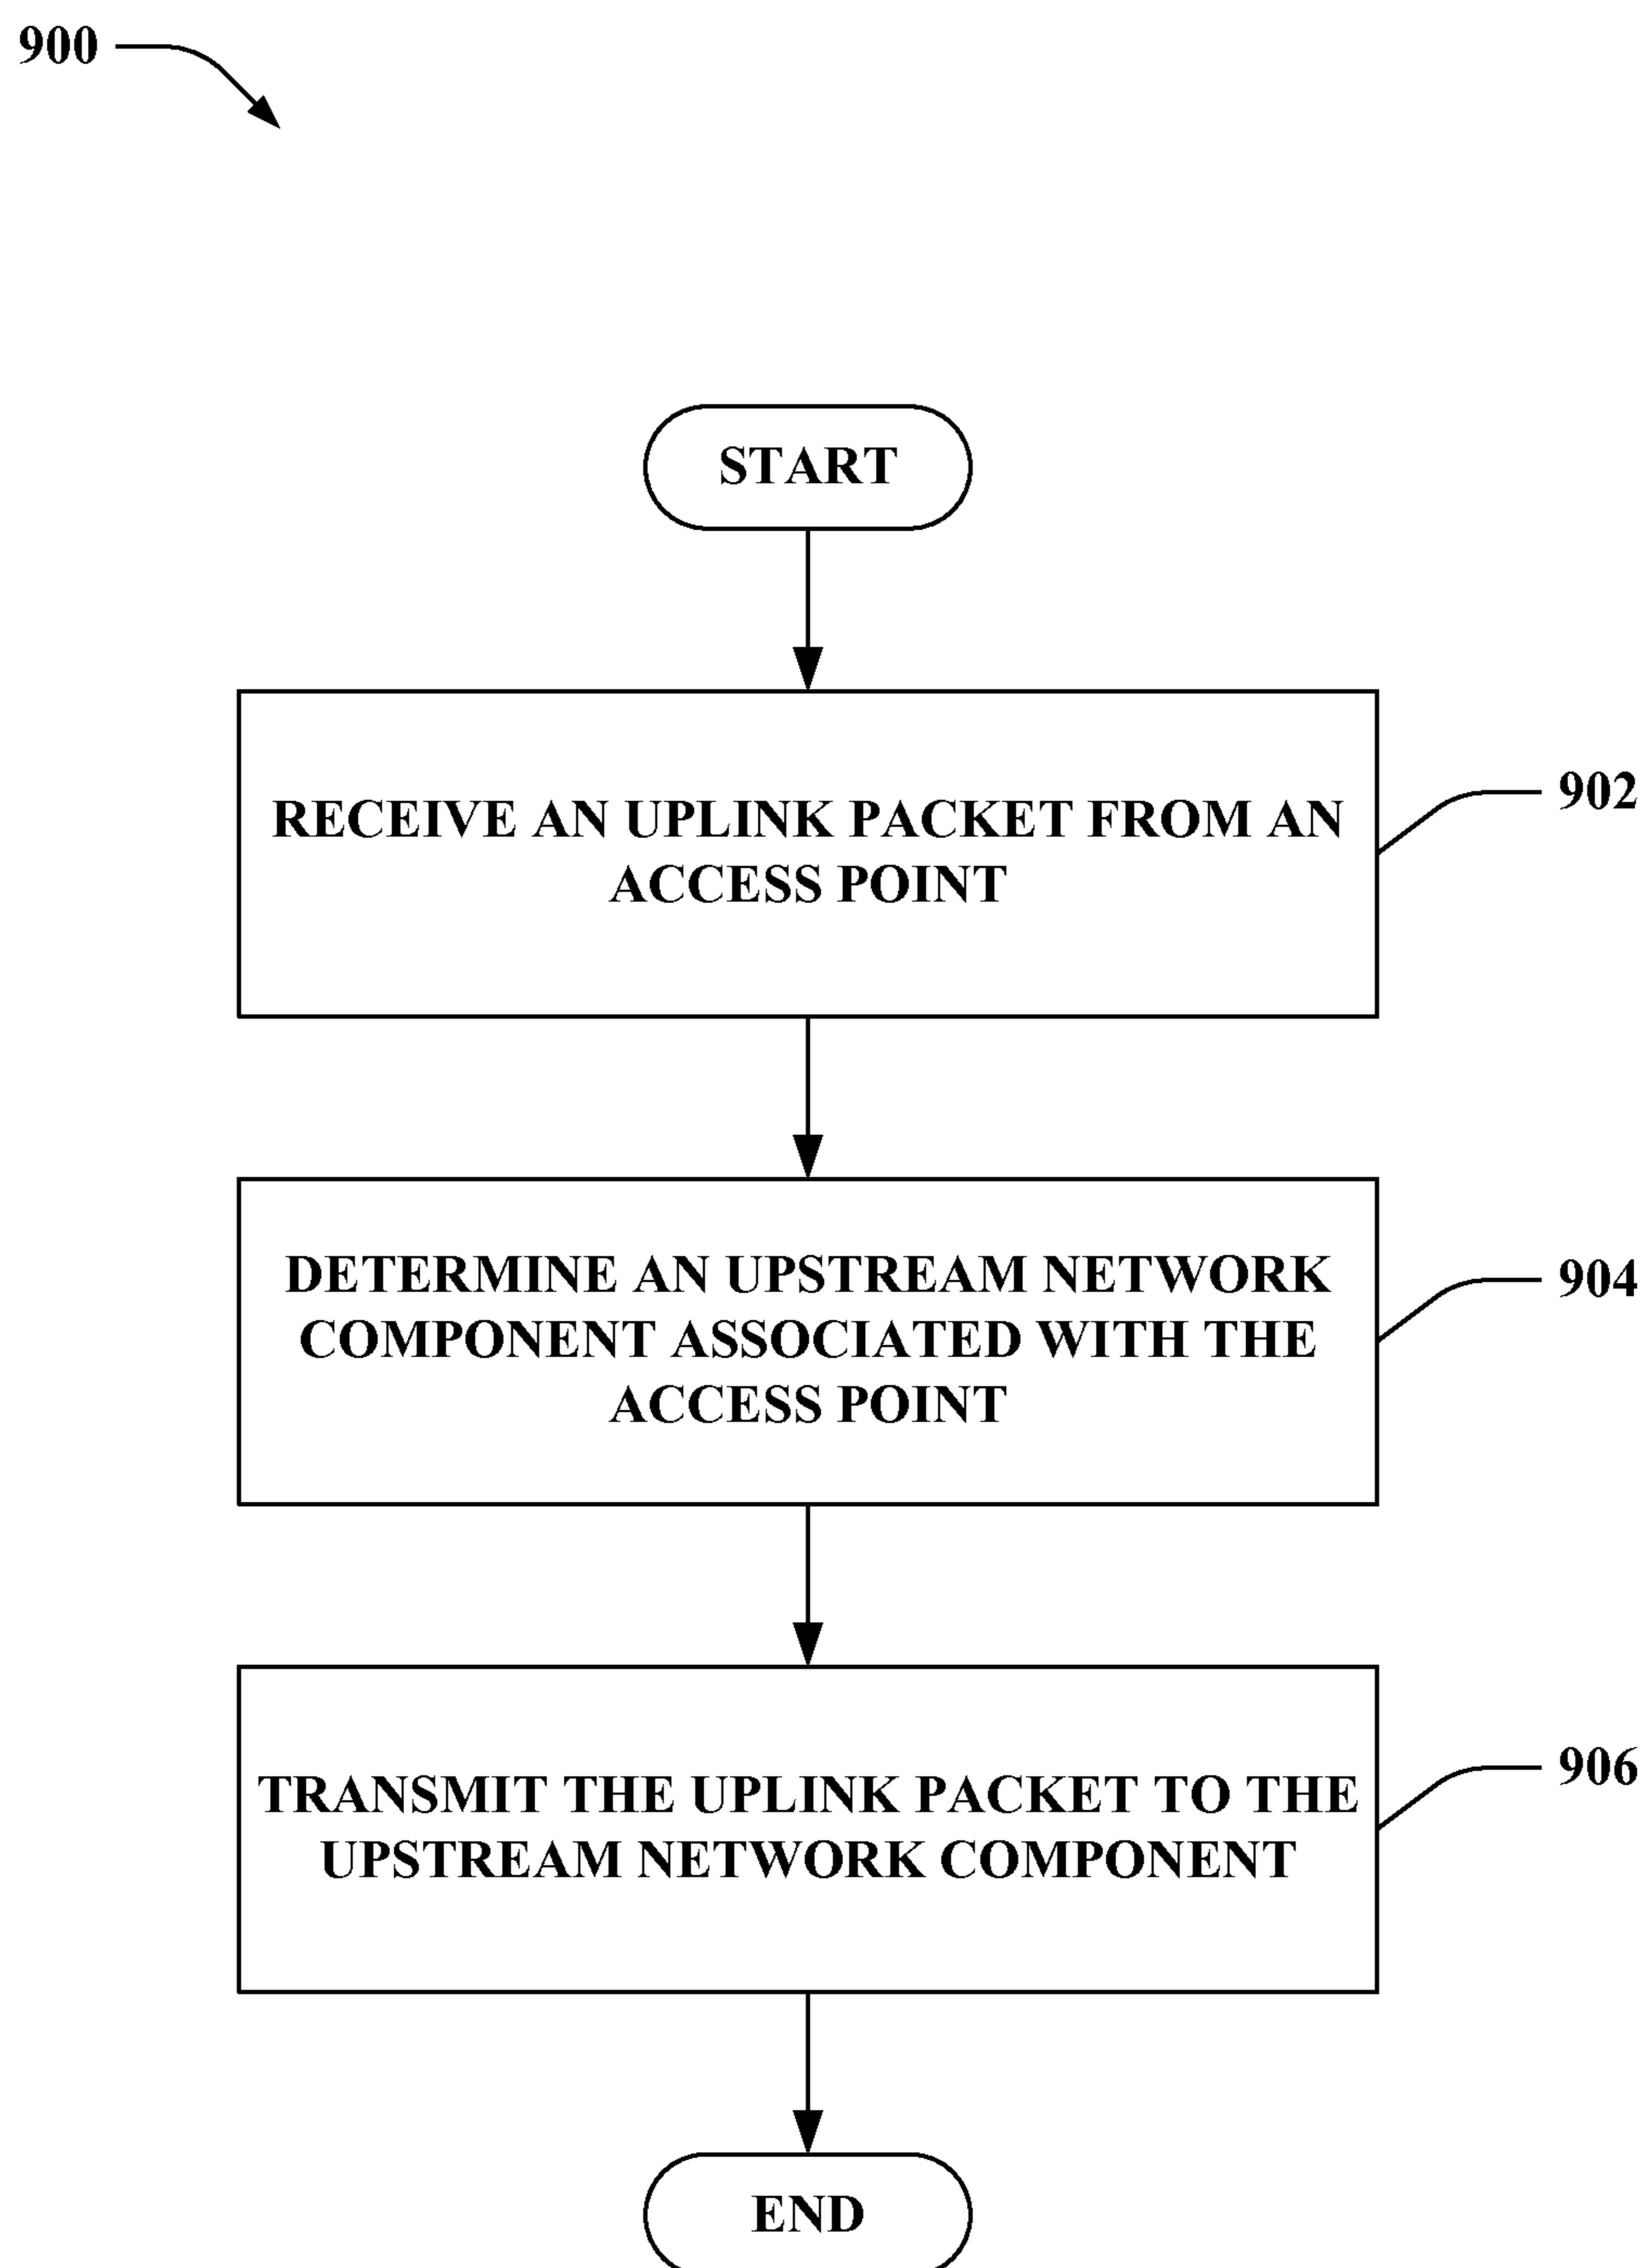 900
START
RECEIVE AN UPLINK PACKET FROM AN
ACCESS POINT
902
DETERMINE AN UPSTREAM NETWORK
COMPONENT ASSOCIATED WITH THE
ACCESS POINT
904
TRANSMIT THE UPLINK PACKET TO THE
UPSTREAM NETWORK COMPONENT
906
END